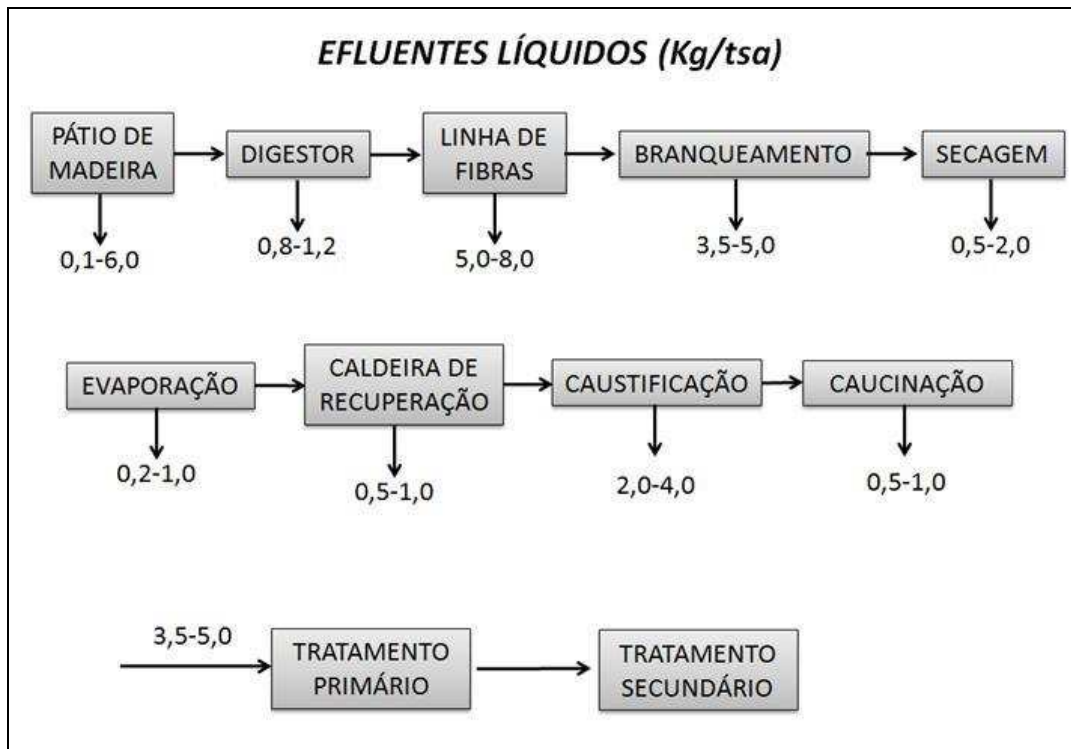 EFLUENTES LÍQUIDOS (Kg/tsa)
PÁTIO DE
MADEIRA
DIGESTOR
LINHA DE
FIBRAS
BRANQUEAMENTO
SECAGEM
0,1-6,0
0,8-1,2
5,0-8,0
3,5-5,0
0,5-2,0
EVAPORAÇÃO
CALDEIRA DE
RECUPERAÇÃO
CAUSTIFICAÇÃO
CAUCINAÇÃO
0,2-1,0
0,5-1,0
2,0-4,0
0,5-1,0
3,5-5,0
TRATAMENTO
PRIMÁRIO
TRATAMENTO
SECUNDÁRIO